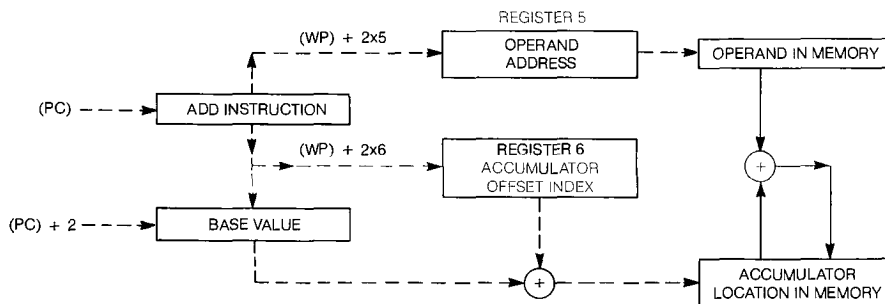 REGISTER 5
(WP) + 2x5
OPERAND
ADDRESS
OPERAND IN MEMORY
(PC)
ADD INSTRUCTION
(WP) + 2x6
REGISTER 6
ACCUMULATOR
OFFSET INDEX
+
(PC) + 2
BASE VALUE
+
ACCUMULATOR
LOCATION IN MEMORY